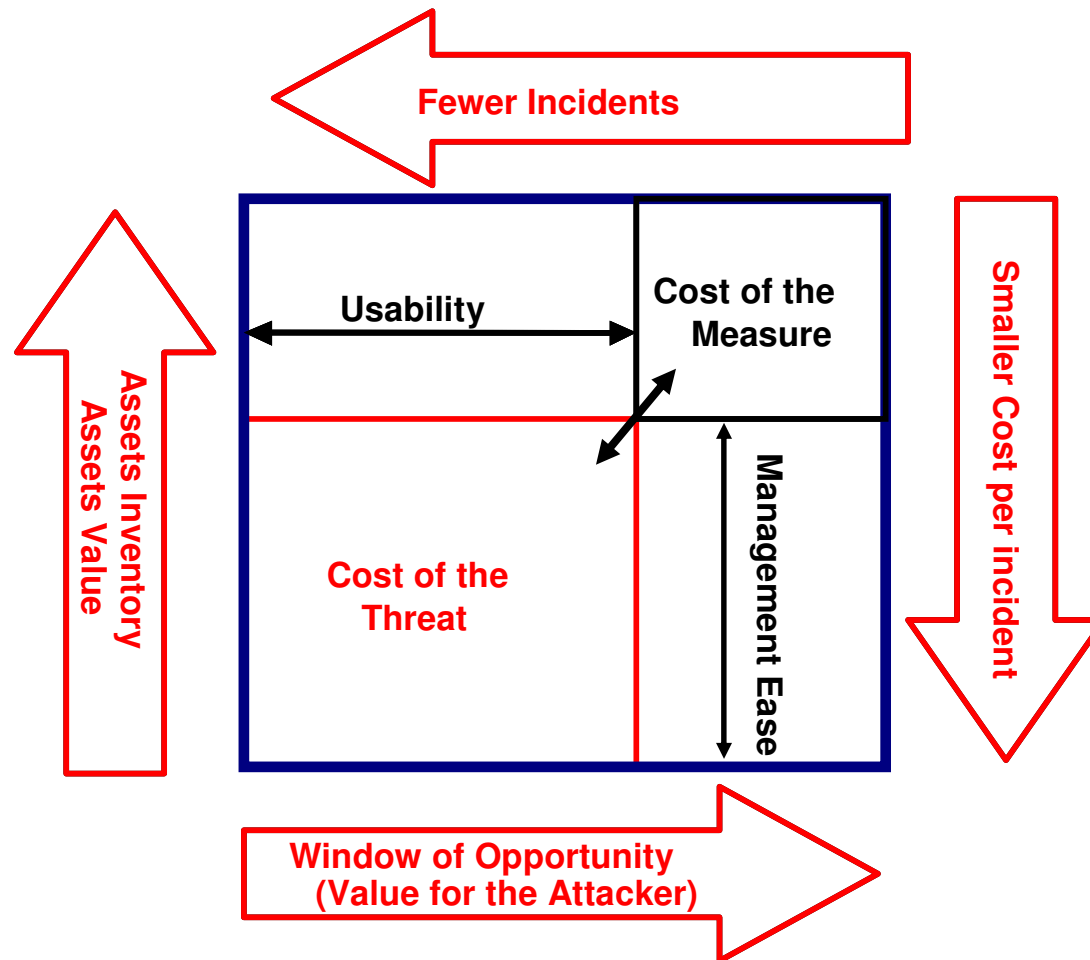 Fewer Incidents
Usability
Cost of the
Measure
Smaller Cost per incident
Assets Inventory
Assets Value
Management Ease
Cost of the
Threat
Window of Opportunity
(Value for the Attacker)